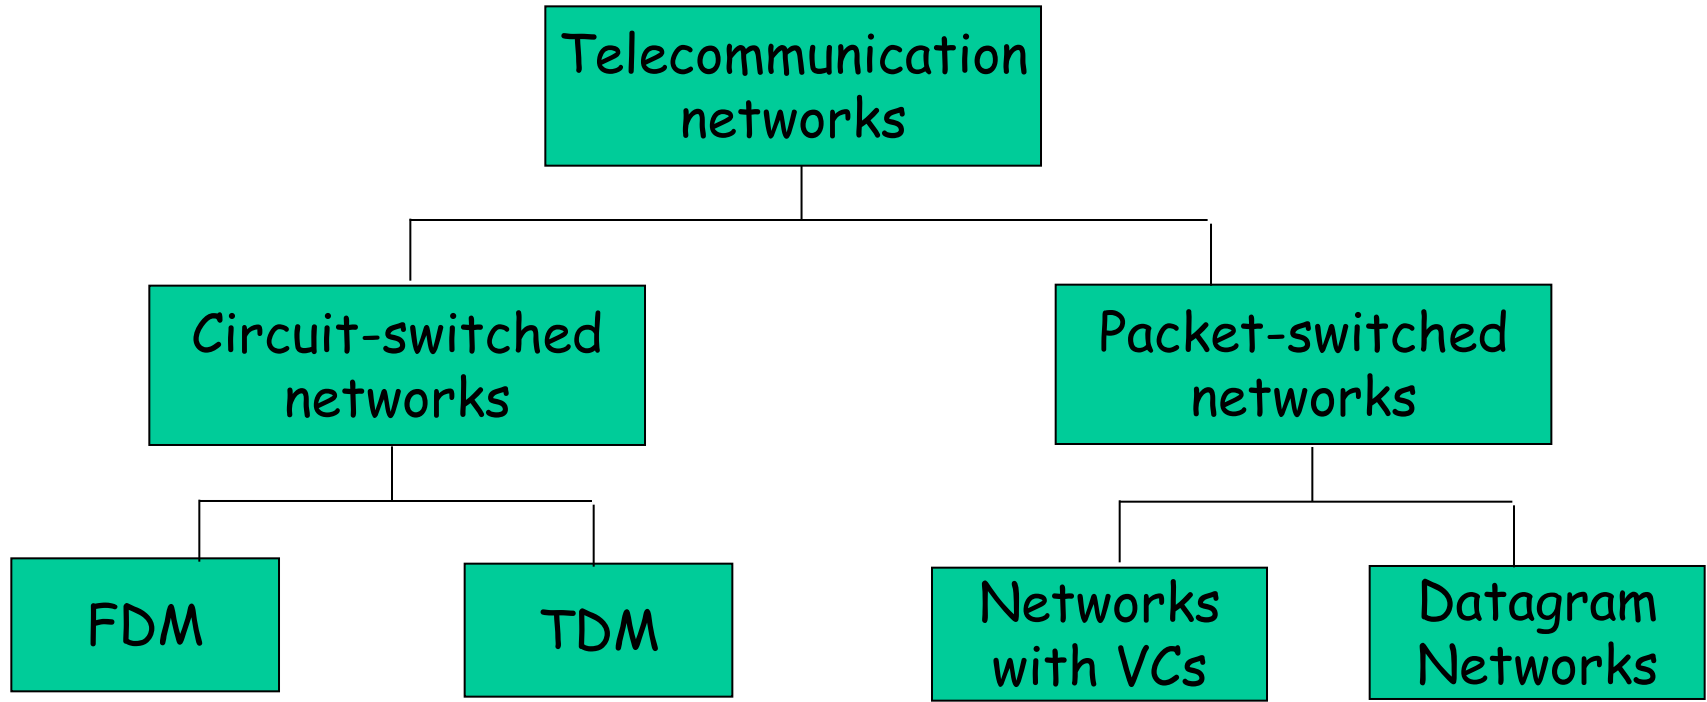 Telecommunication
networks
Circuit-switched
networks
Packet-switched
networks
FDM
TDM
Networks
with VCs
Datagram
Networks